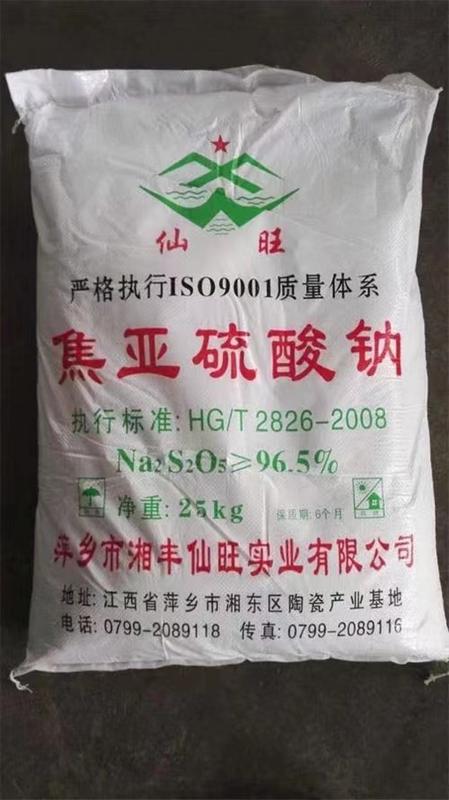 仙旺
严格执行ISO9001质量体系
焦亚硫酸钠
执行标准: HG/T 2826-2008
Na₂S₂O₅≥96.5%
净重: 25kg 保质期: 6个月
萍乡市湘丰仙旺实业有限公司
地址: 江西省萍乡市湘东区陶瓷产业基地
电话: 0799-2089118 传真: 0799-2089116